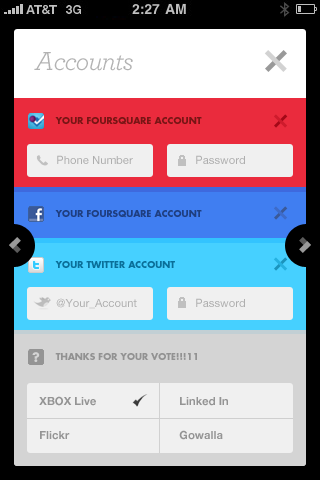 AT&T 3G 2:27 AM
Accounts
YOUR FOURSQUARE ACCOUNT
Phone Number Password
YOUR FOURSQUARE ACCOUNT
YOUR TWITTER ACCOUNT
@Your_Account Password
THANKS FOR YOUR VOTE!!!11
XBOX Live Linked In
Flickr Gowalla